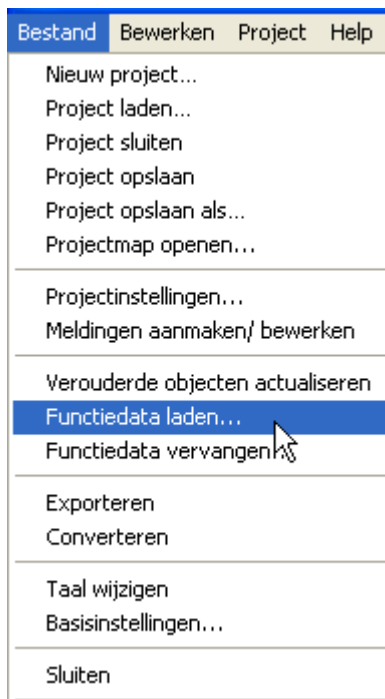 Bestand Bewerken Project Help
Nieuw project...
Project laden...
Project sluiten
Project opslaan
Project opslaan als...
Projectmap openen...
Projectinstellingen...
Meldingen aanmaken/ bewerken
Verouderde objecten actualiseren
Functiedata laden...
Functiedata vervangen
Exporteren
Converteren
Taal wijzigen
Basisinstellingen...
Sluiten